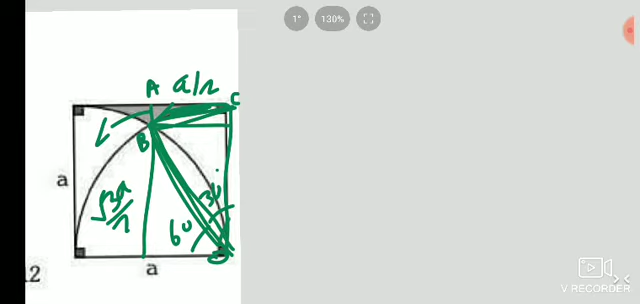 1° 130%
A a/2
C
B
a
√3a/2
30°
60
D
a
.2
V RECORDER